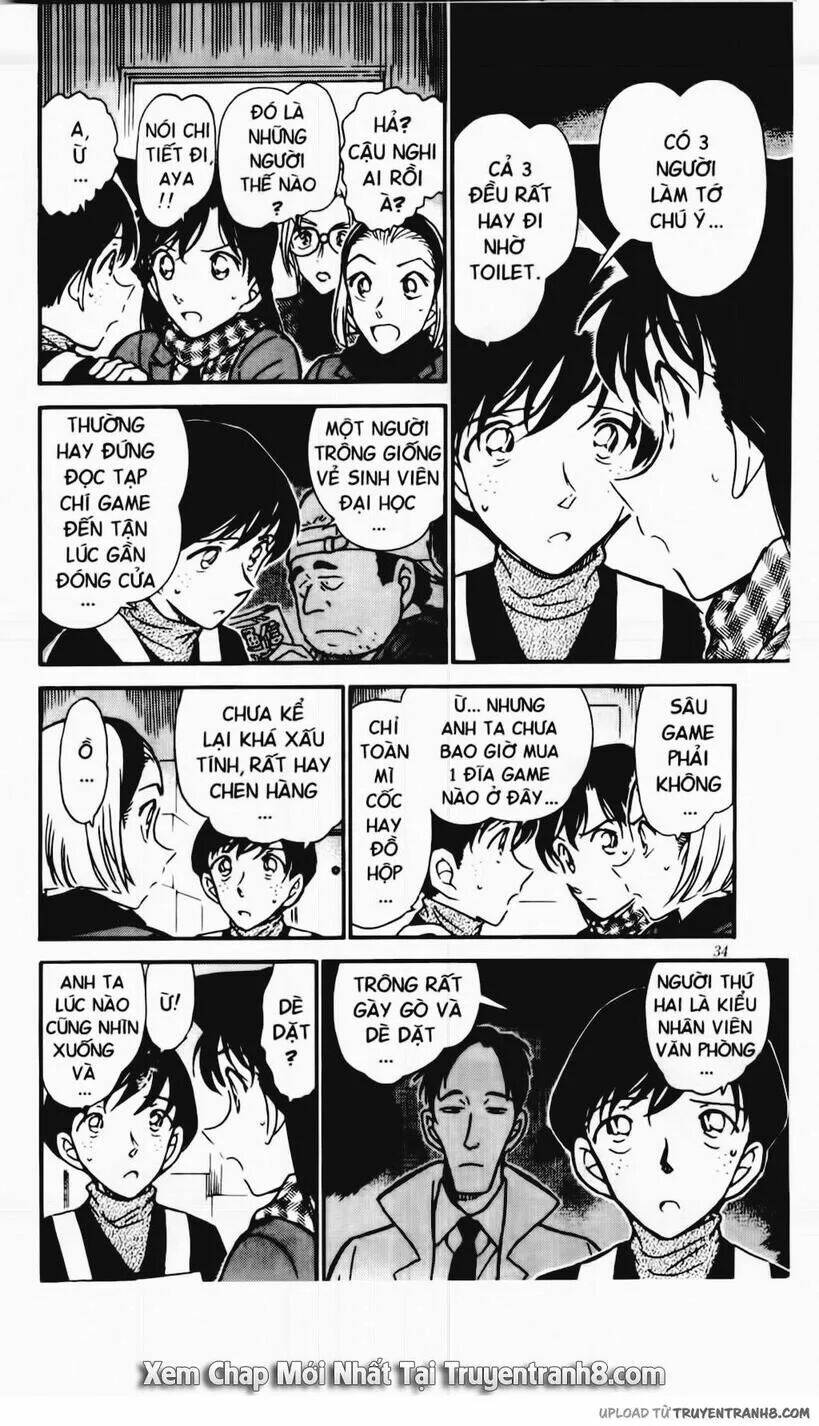 CÓ 3
NGƯỜI
LÀM TỚ
CHÚ Ý...
CẢ 3
ĐỀU RẤT
HAY ĐI
NHỜ
TOILET.
HẢ?
CẬU NGHI
AI RỒI
À?
ĐÓ LÀ
NHỮNG
NGƯỜI
THẾ NÀO
?
NÓI CHI
TIẾT ĐI,
AYA
!!
A,
Ừ
...
MỘT NGƯỜI
TRÔNG GIỐNG
VẺ SINH VIÊN
ĐẠI HỌC
...
THƯỜNG
HAY ĐỨNG
ĐỌC TẠP
CHÍ GAME
ĐẾN TẬN
LÚC GẦN
ĐÓNG CỬA
...
SÂU
GAME
PHẢI
KHÔNG
...
Ừ... NHƯNG
ANH TA CHƯA
BAO GIỜ MUA
1 ĐĨA GAME
NÀO Ở ĐÂY...
CHỈ
TOÀN
MÌ
CỐC
HAY
ĐỒ
HỘP
...
CHƯA KỂ
LẠI KHÁ XẤU
TÍNH, RẤT HAY
CHEN HÀNG
...
Ồ
...
34
NGƯỜI THỨ
HAI LÀ KIỂU
NHÂN VIÊN
VĂN PHÒNG
...
TRÔNG RẤT
GÀY GÒ VÀ
DÈ DẶT
...
DÈ
DẶT
?
Ừ!
ANH TA
LÚC NÀO
CŨNG NHÌN
XUỐNG
VÀ
...
Xem Chap Mới Nhất Tại Truyentranh8.com
UPLOAD TỪ TRUYENTRANH8.COM